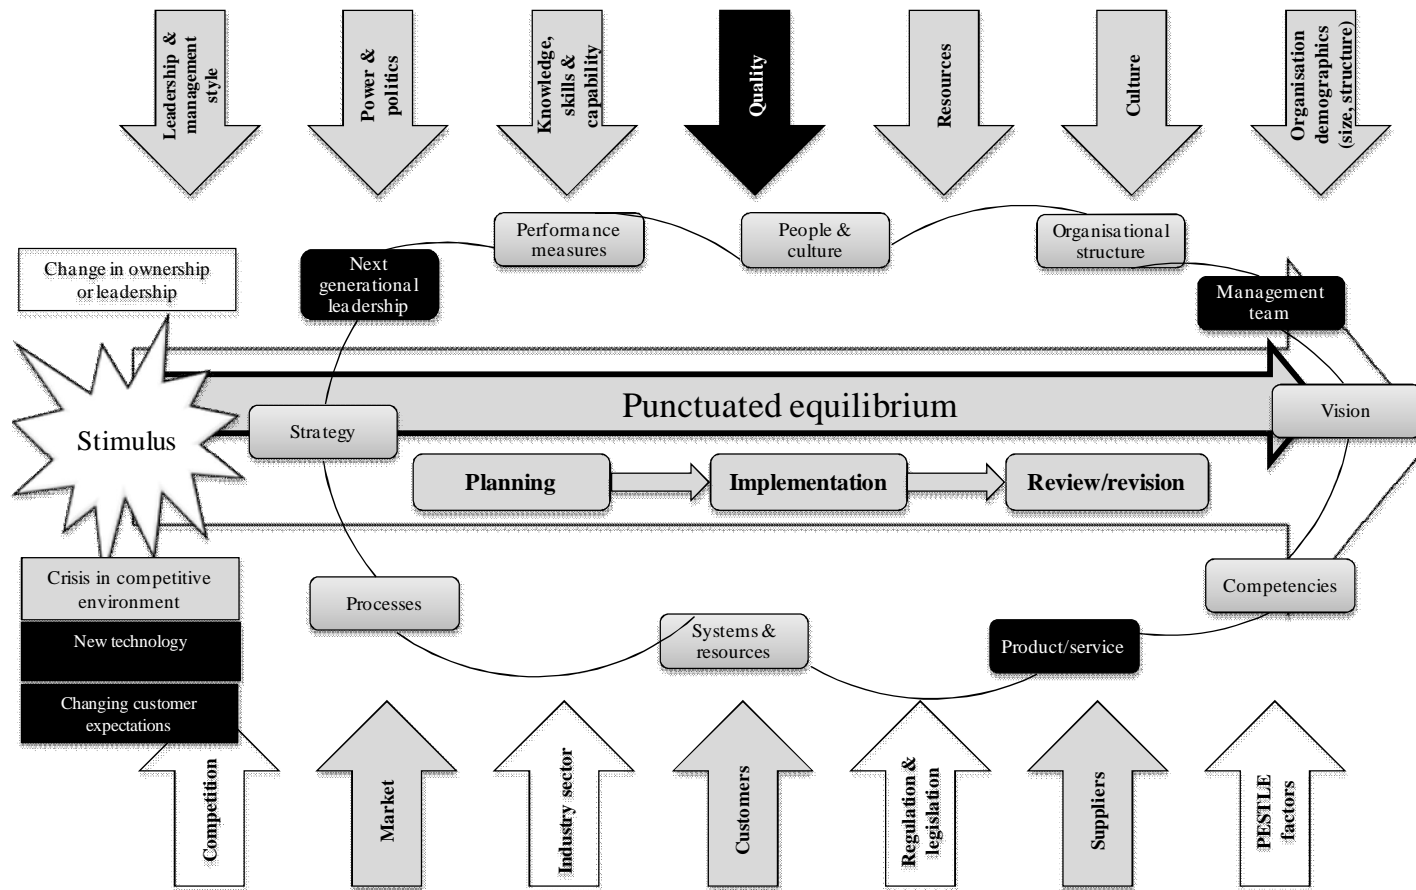 Leadership &
management
style
Power &
politics
Knowledge,
skills &
capability
Quality
Resources
Culture
Organisation
demographics
(size, structure)
Performance
measures
People &
culture
Organisational
structure
Change in ownership
or leadership
Next
generational
leadership
Management
team
Punctuated equilibrium
Stimulus
Strategy
Vision
Planning
Implementation
Review/revision
Crisis in competitive
environment
Processes
Competencies
New technology
Systems &
resources
Product/service
Changing customer
expectations
Competition
Market
Industry sector
Customers
Regulation &
legislation
Suppliers
PESTLE
factors